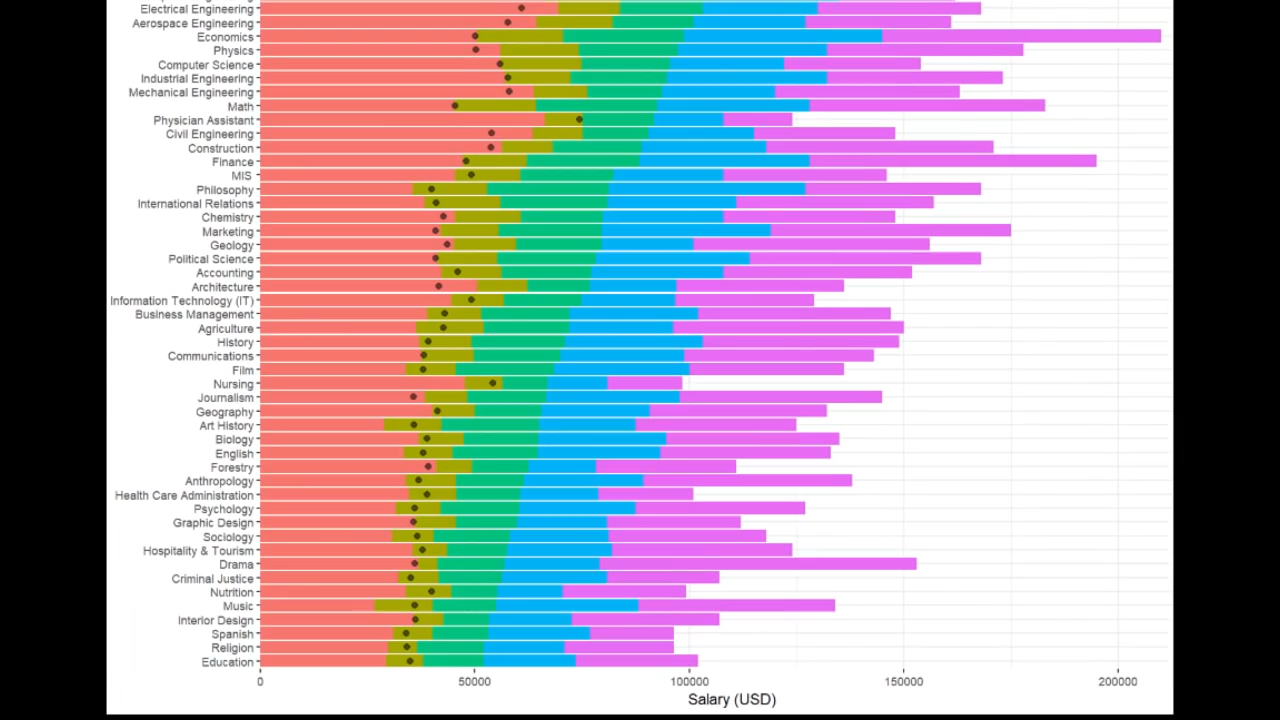 Electrical Engineering
Aerospace Engineering
Economics
Physics
Computer Science
Industrial Engineering
Mechanical Engineering
Math
Physician Assistant
Civil Engineering
Construction
Finance
MIS
Philosophy
International Relations
Chemistry
Marketing
Geology
Political Science
Accounting
Architecture
Information Technology (IT)
Business Management
Agriculture
History
Communications
Film
Nursing
Journalism
Geography
Art History
Biology
English
Forestry
Anthropology
Health Care Administration
Psychology
Graphic Design
Sociology
Hospitality & Tourism
Drama
Criminal Justice
Nutrition
Music
Interior Design
Spanish
Religion
Education
0 50000 100000 150000 200000
Salary (USD)